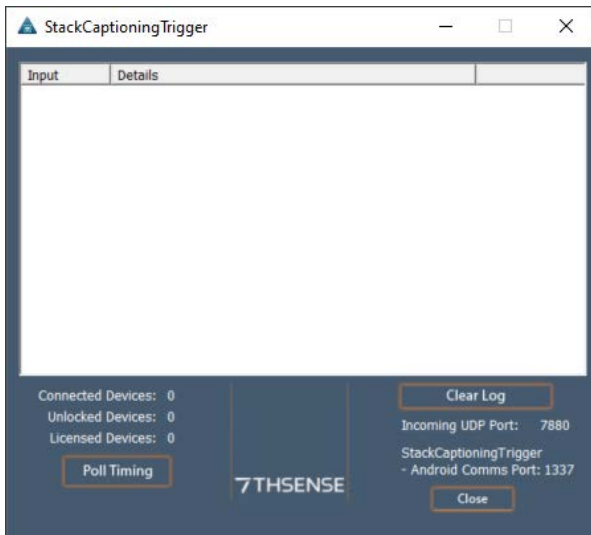 StackCaptioningTrigger
Input Details
Connected Devices: 0
Unlocked Devices: 0
Licensed Devices: 0
Poll Timing
7THSENSE
Clear Log
Incoming UDP Port: 7880
StackCaptioningTrigger
- Android Comms Port: 1337
Close